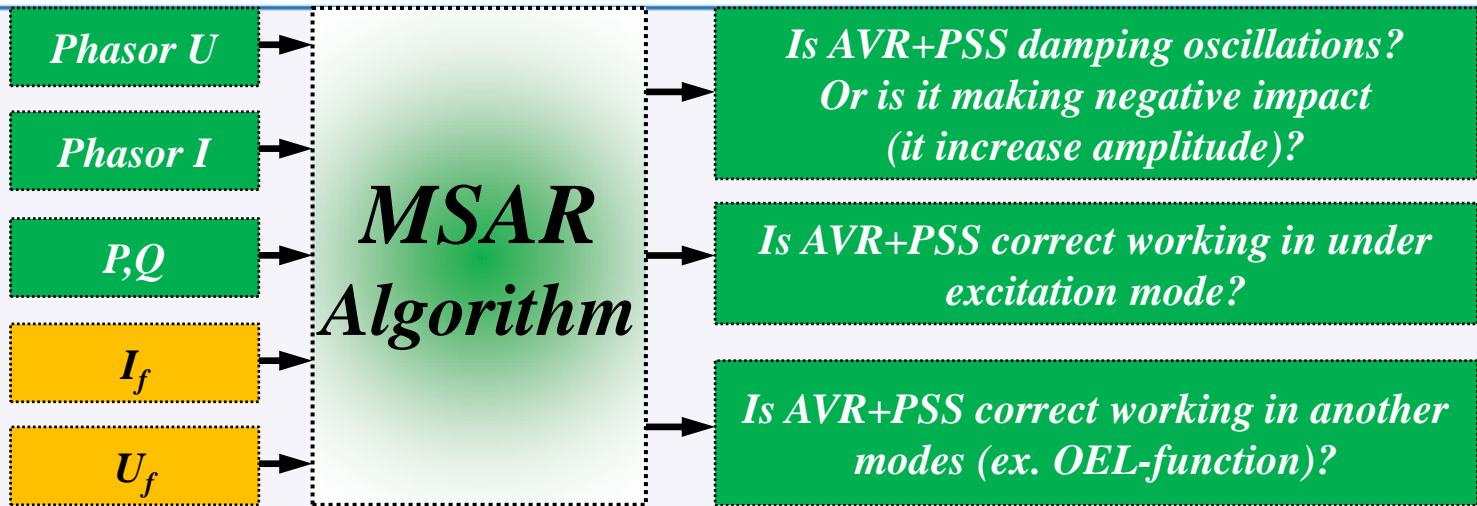 Phasor U
Phasor I
P,Q
I_f
U_f
MSAR
Algorithm
Is AVR+PSS damping oscillations?
Or is it making negative impact
(it increase amplitude)?
Is AVR+PSS correct working in under
excitation mode?
Is AVR+PSS correct working in another
modes (ex. OEL-function)?